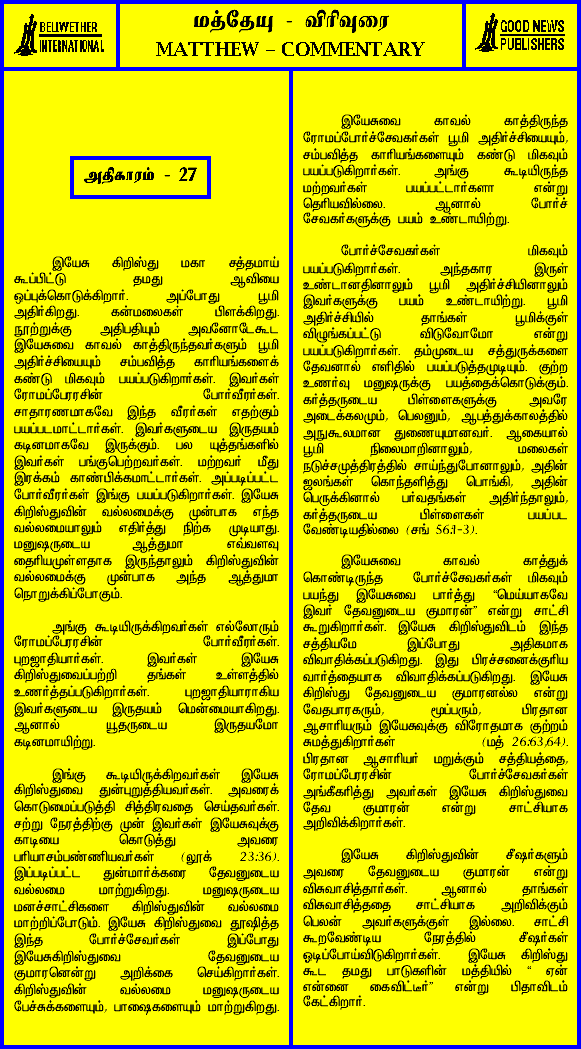 BELLWETHER
INTERNATIONAL
மத்தேயு - விரிவுரை
MATTHEW – COMMENTARY
GOOD NEWS
PUBLISHERS
அதிகாரம் - 27
இயேசு கிறிஸ்து மகா சத்தமாய்
கூப்பிட்டு தமது ஆவியை
ஒப்புக்கொடுக்கிறார். அப்போது பூமி
அதிர்கிறது. கன்மலைகள் பிளக்கிறது.
நூற்றுக்கு அதிபதியும் அவனோடேகூட
இயேசுவை காவல் காத்திருந்தவர்களும் பூமி
அதிர்ச்சியையும் சம்பவித்த காரியங்களைக்
கண்டு மிகவும் பயப்படுகிறார்கள். இவர்கள்
ரோமப்பேரரசின் போர்வீரர்கள்.
சாதாரணமாகவே இந்த வீரர்கள் எதற்கும்
பயப்படமாட்டார்கள். இவர்களுடைய இருதயம்
கடினமாகவே இருக்கும். பல யுத்தங்களில்
இவர்கள் பங்குபெற்றவர்கள். மற்றவர் மீது
இரக்கம் காண்பிக்கமாட்டார்கள். அப்படிப்பட்ட
போர்வீரர்கள் இங்கு பயப்படுகிறார்கள். இயேசு
கிறிஸ்துவின் வல்லமைக்கு முன்பாக எந்த
வல்லமையாலும் எதிர்த்து நிற்க முடியாது.
மனுஷருடைய ஆத்துமா எவ்வளவு
தைரியமுள்ளதாக இருந்தாலும் கிறிஸ்துவின்
வல்லமைக்கு முன்பாக அந்த ஆத்துமா
நொறுக்கிப்போகும்.
அங்கு கூடியிருக்கிறவர்கள் எல்லோரும்
ரோமப்பேரரசின் போர்வீரர்கள்.
புறஜாதியார்கள். இவர்கள் இயேசு
கிறிஸ்துவைப்பற்றி தங்கள் உள்ளத்தில்
உணர்த்தப்படுகிறார்கள். புறஜாதியாராகிய
இவர்களுடைய இருதயம் மென்மையாகிறது.
ஆனால் யூதருடைய இருதயமோ
கடினமாயிற்று.
இங்கு கூடியிருக்கிறவர்கள் இயேசு
கிறிஸ்துவை துன்புறுத்தியவர்கள். அவரைக்
கொடுமைப்படுத்தி சித்திரவதை செய்தவர்கள்.
சற்று நேரத்திற்கு முன் இவர்கள் இயேசுவுக்கு
காடியை கொடுத்து அவரை
பரியாசம்பண்ணியவர்கள் (லூக் 23:36).
இப்படிப்பட்ட துன்மார்க்கரை தேவனுடைய
வல்லமை மாற்றுகிறது. மனுஷருடைய
மனச்சாட்சிகளை கிறிஸ்துவின் வல்லமை
மாற்றிப்போடும். இயேசு கிறிஸ்துவை தூஷித்த
இந்த போர்ச்சேவர்கள் இப்போது
இயேசுகிறிஸ்துவை தேவனுடைய
குமாரனென்று அறிக்கை செய்கிறார்கள்.
கிறிஸ்துவின் வல்லமை மனுஷருடைய
பேச்சுக்களையும், பாஷைகளையும் மாற்றுகிறது.
இயேசுவை காவல் காத்திருந்த
ரோமப்போர்ச்சேவகர்கள் பூமி அதிர்ச்சியையும்,
சம்பவித்த காரியங்களையும் கண்டு மிகவும்
பயப்படுகிறார்கள். அங்கு கூடியிருந்த
மற்றவர்கள் பயப்பட்டார்களா என்று
தெரியவில்லை. ஆனால் போர்ச்
சேவகர்களுக்கு பயம் உண்டாயிற்று.
போர்ச்சேவகர்கள் மிகவும்
பயப்படுகிறார்கள். அந்தகார இருள்
உண்டானதினாலும் பூமி அதிர்ச்சியினாலும்
இவர்களுக்கு பயம் உண்டாயிற்று. பூமி
அதிர்ச்சியில் தாங்கள் பூமிக்குள்
விழுங்கப்பட்டு விடுவோமோ என்று
பயப்படுகிறார்கள். தம்முடைய சத்துருக்களை
தேவனால் எளிதில் பயப்படுத்தமுடியும். குற்ற
உணர்வு மனுஷருக்கு பயத்தைக்கொடுக்கும்.
கர்த்தருடைய பிள்ளைகளுக்கு அவரே
அடைக்கலமும், பெலனும், ஆபத்துக்காலத்தில்
அநுகூலமான துணையுமானவர். ஆகையால்
பூமி நிலைமாறினாலும், மலைகள்
நடுச்சமுத்திரத்தில் சாய்ந்துபோனாலும், அதின்
ஜலங்கள் கொந்தளித்து பொங்கி, அதின்
பெருக்கினால் பர்வதங்கள் அதிர்ந்தாலும்,
கர்த்தருடைய பிள்ளைகள் பயப்பட
வேண்டியதில்லை (சங் 56:1-3).
இயேசுவை காவல் காத்துக்
கொண்டிருந்த போர்ச்சேவகர்கள் மிகவும்
பயந்து இயேசுவை பார்த்து “மெய்யாகவே
இவர் தேவனுடைய குமாரன்” என்று சாட்சி
கூறுகிறார்கள். இயேசு கிறிஸ்துவிடம் இந்த
சத்தியமே இப்போது அதிகமாக
விவாதிக்கப்படுகிறது. இது பிரச்சனைக்குரிய
வார்த்தையாக விவாதிக்கப்படுகிறது. இயேசு
கிறிஸ்து தேவனுடைய குமாரனல்ல என்று
வேதபாரகரும், மூப்பரும், பிரதான
ஆசாரியரும் இயேசுவுக்கு விரோதமாக குற்றம்
சுமத்துகிறார்கள் (மத் 26:63,64).
பிரதான ஆசாரியர் மறுக்கும் சத்தியத்தை,
ரோமப்பேரரசின் போர்ச்சேவகர்கள்
அங்கீகரித்து அவர்கள் இயேசு கிறிஸ்துவை
தேவ குமாரன் என்று சாட்சியாக
அறிவிக்கிறார்கள்.
இயேசு கிறிஸ்துவின் சீஷர்களும்
அவரை தேவனுடைய குமாரன் என்று
விசுவாசித்தார்கள். ஆனால் தாங்கள்
விசுவாசித்ததை சாட்சியாக அறிவிக்கும்
பெலன் அவர்களுக்குள் இல்லை. சாட்சி
கூறவேண்டிய நேரத்தில் சீஷர்கள்
ஓடிப்போய்விடுகிறார்கள். இயேசு கிறிஸ்து
கூட தமது பாடுகளின் மத்தியில் “ ஏன்
என்னை கைவிட்டீர்” என்று பிதாவிடம்
கேட்கிறார்.